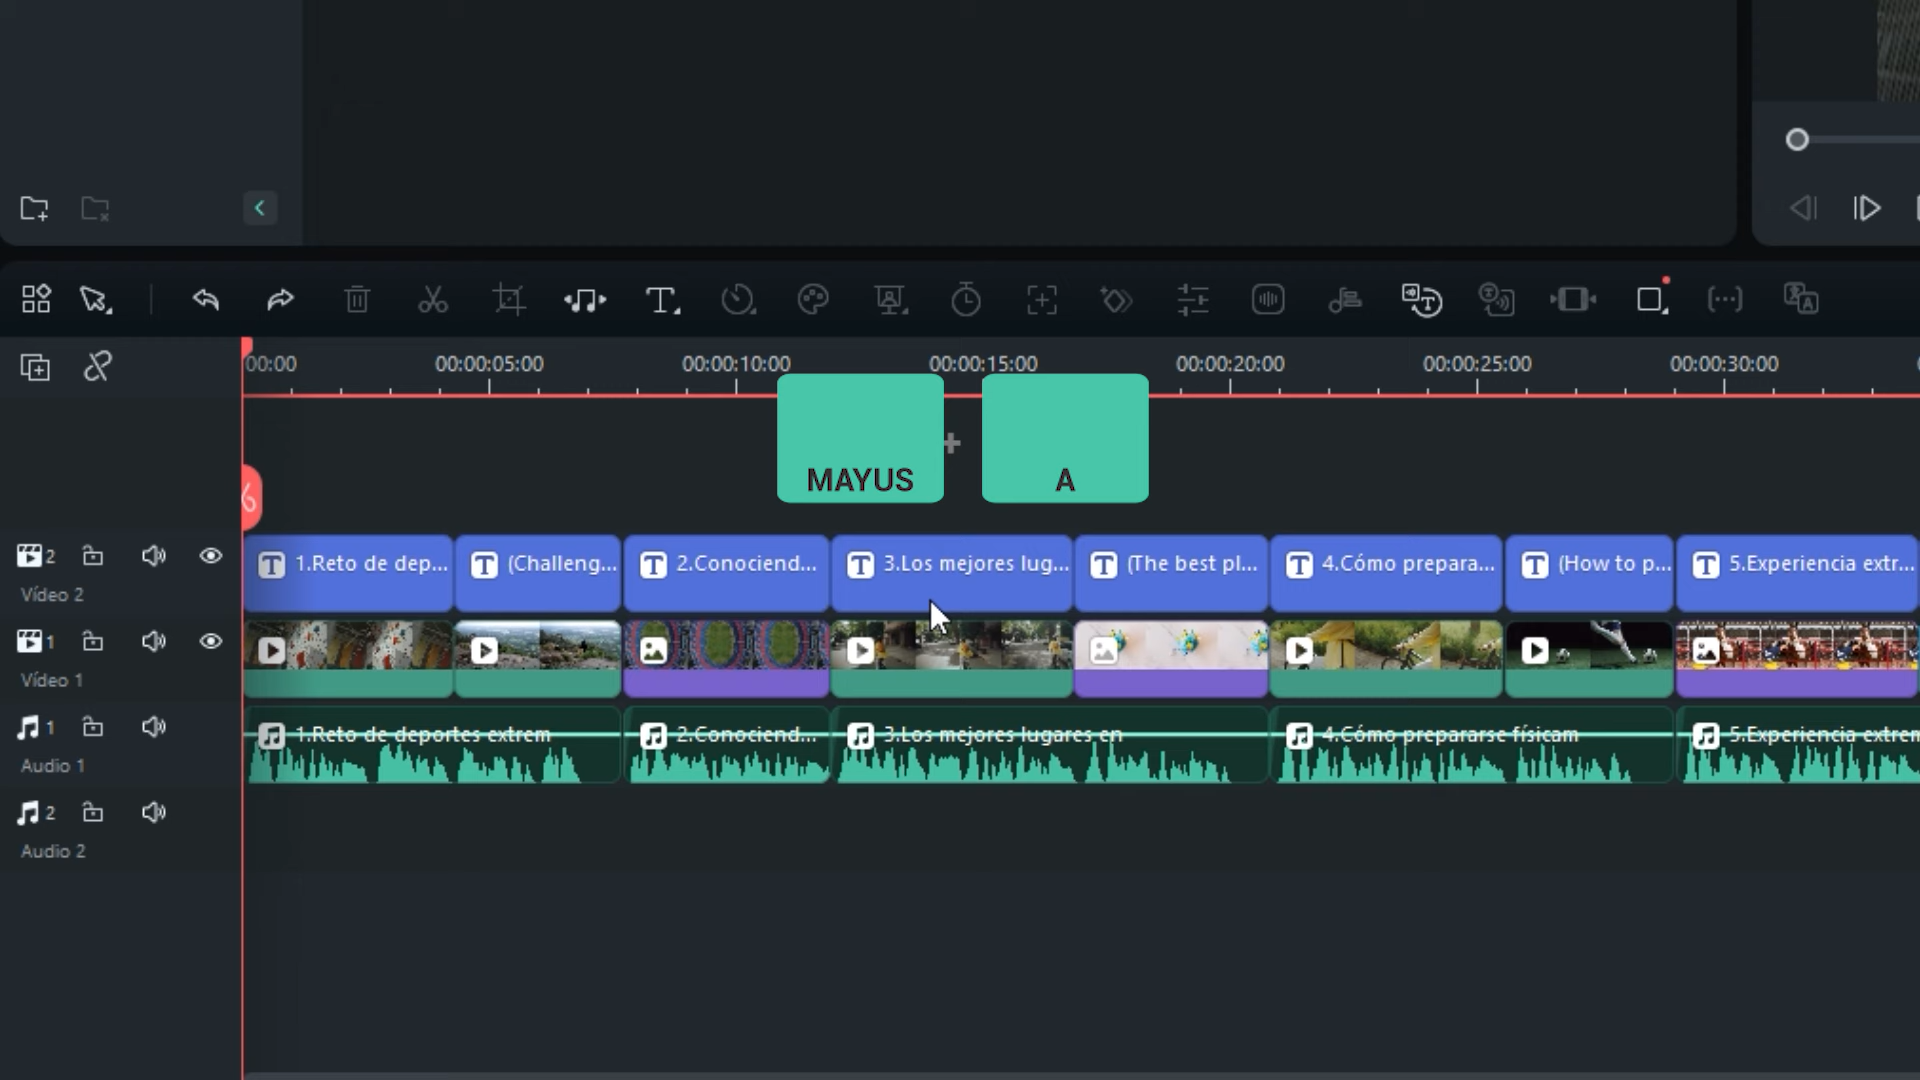 00:00
00:00:05:00
00:00:10:00
00:00:15:00
00:00:20:00
00:00:25:00
00:00:30:00
MAYUS
+
A
2
Vídeo 2
1.Reto de dep...
(Challeng...
2.Conociend...
3.Los mejores lug...
(The best pl...
4.Cómo prepara...
(How to p...
5.Experiencia extr...
1
Vídeo 1
1
Audio 1
1.Reto de deportes extrem
2.Conociend...
3.Los mejores lugares en
4.Cómo prepararse físicam
5.Experiencia extrem
2
Audio 2